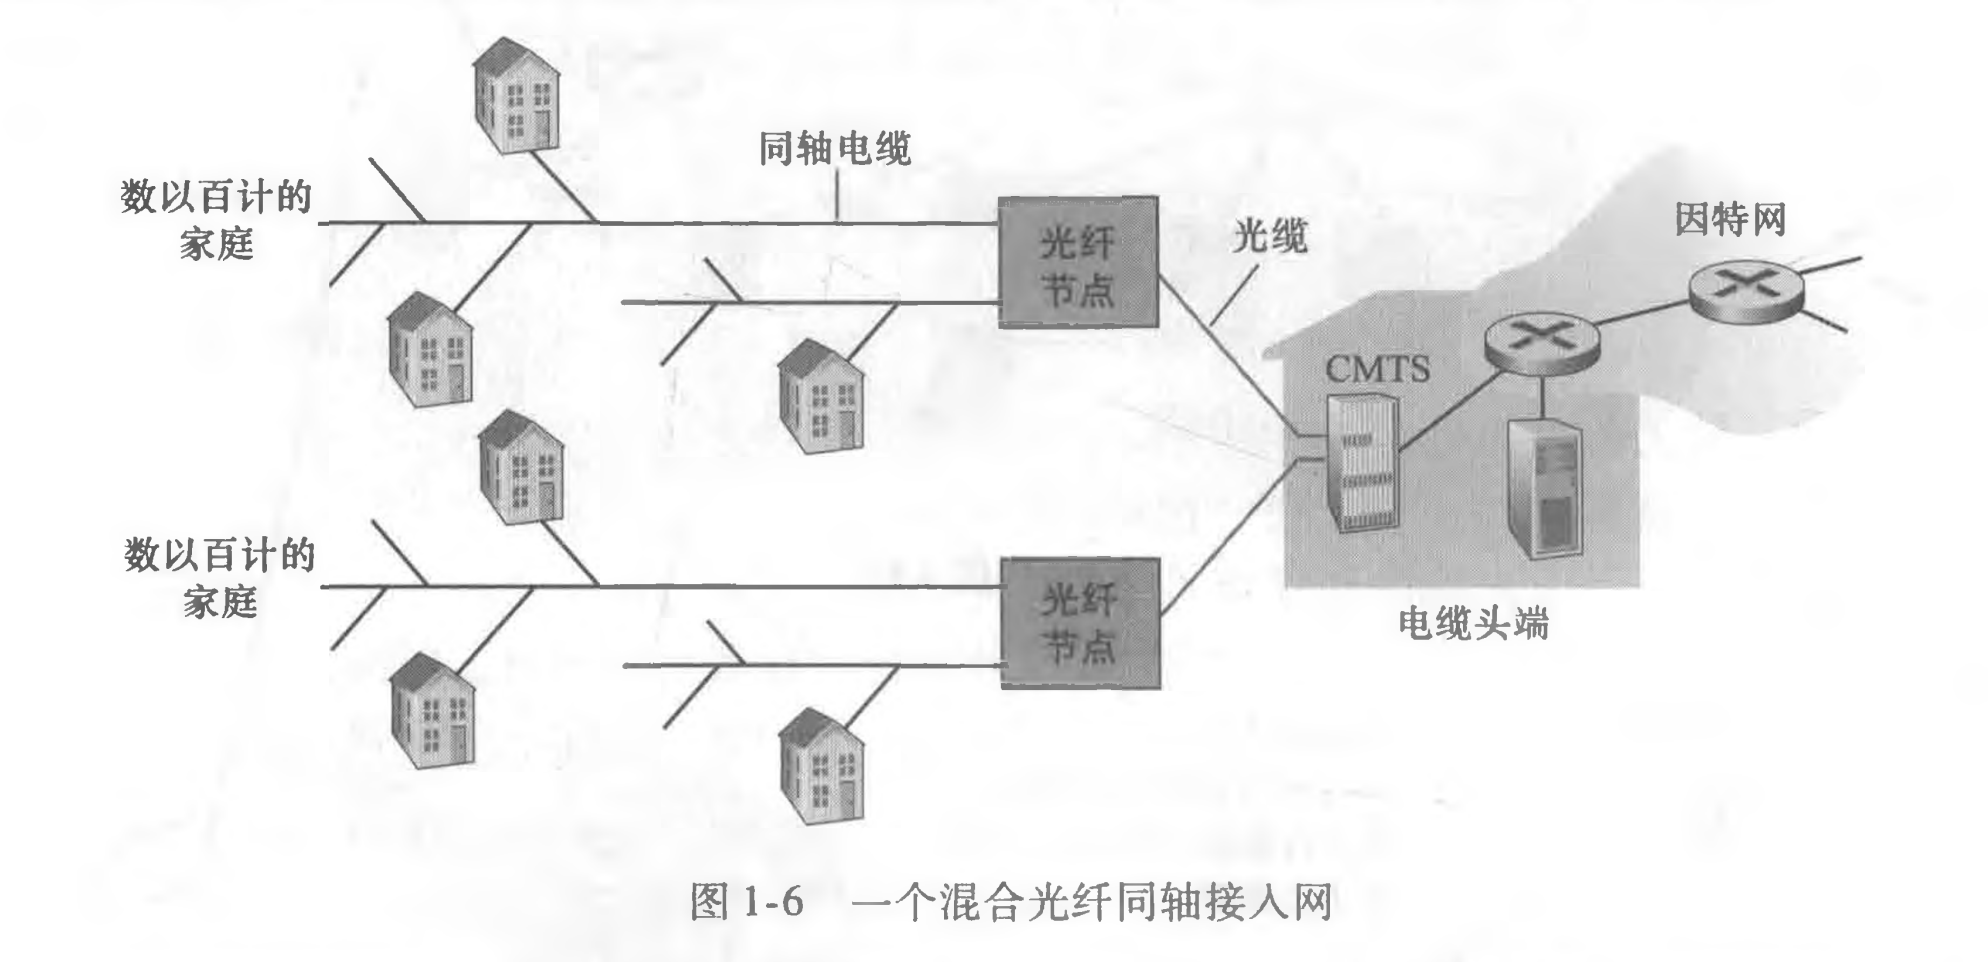 同轴电缆
数以百计的
家庭
光纤
节点
光缆
因特网
CMTS
数以百计的
家庭
光纤
节点
电缆头端
图1-6 一个混合光纤同轴接入网